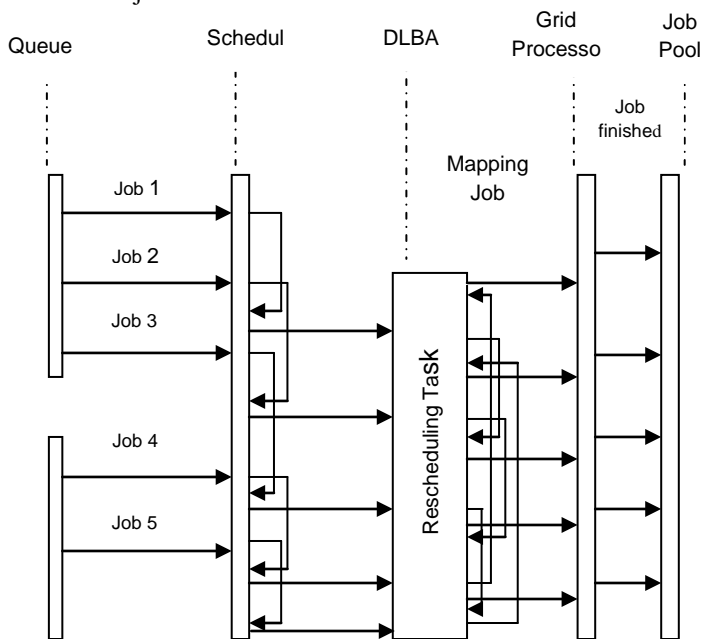 Queue
Schedul
DLBA
Grid
Processo
Job
Pool
Job
finished
Mapping
Job
Job 1
Job 2
Job 3
Job 4
Job 5
Rescheduling Task